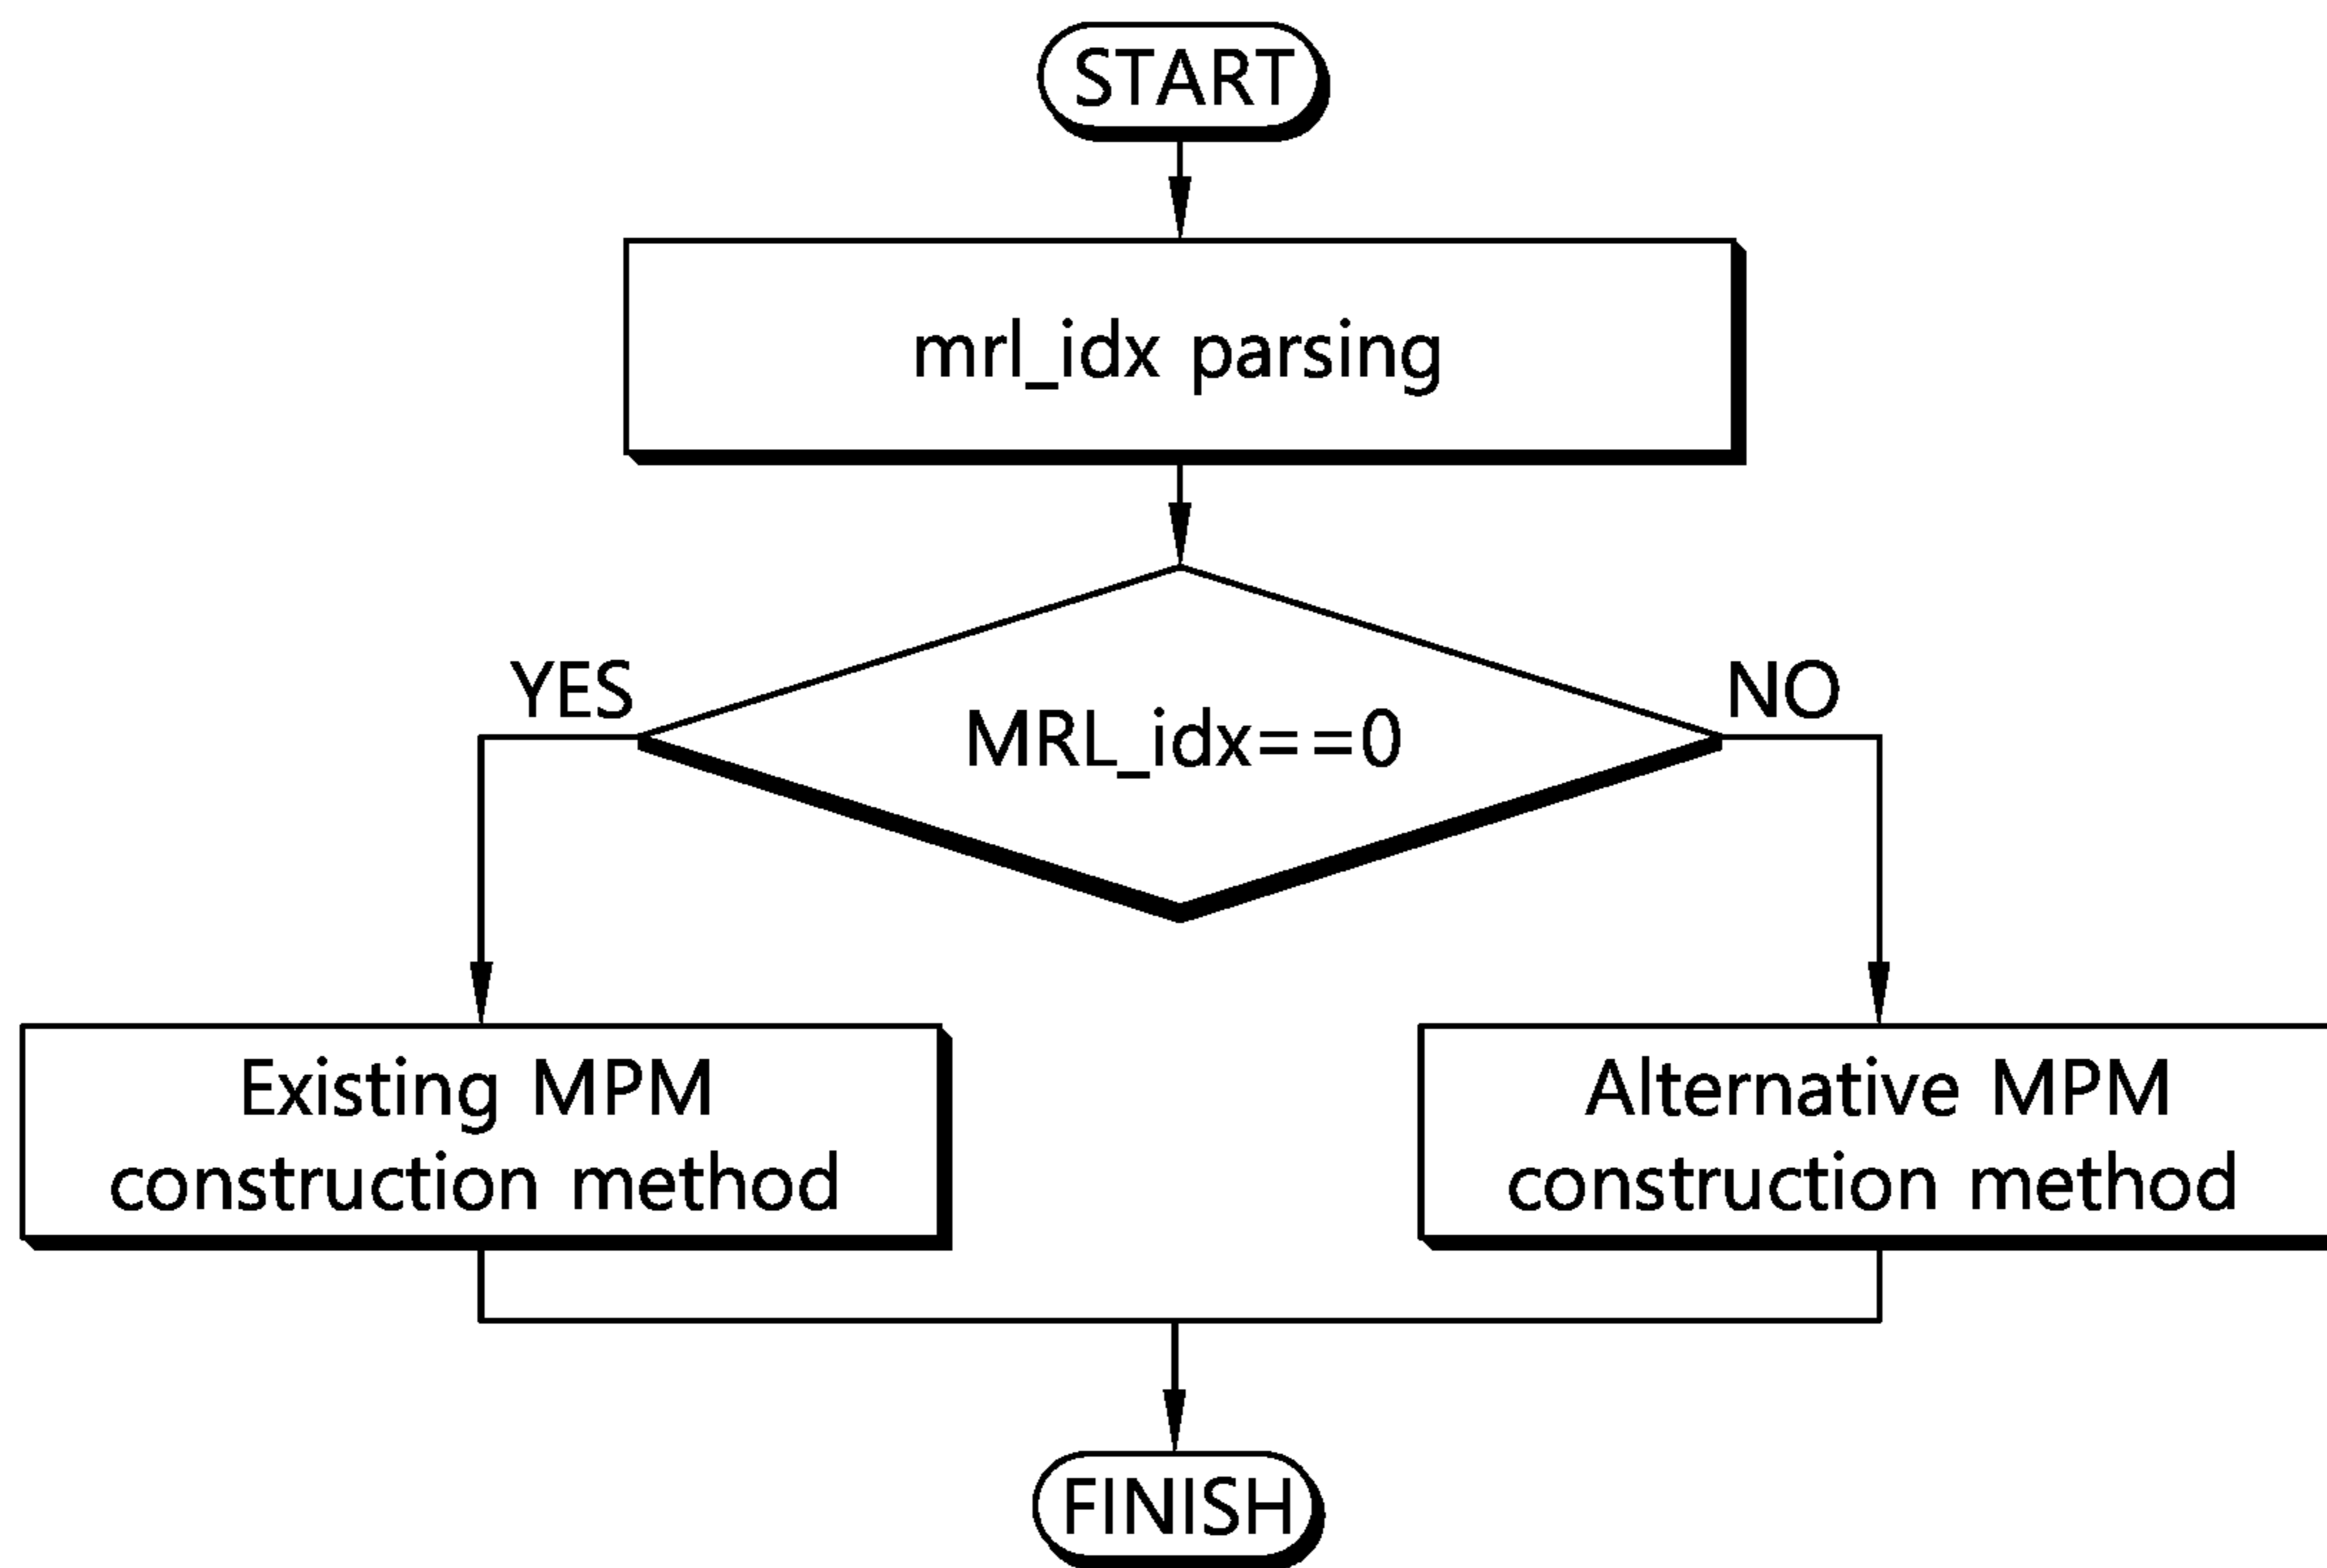 START
mrl_idx parsing
YES
NO
MRL_idx==0
Existing MPM
construction method
Alternative MPM
construction method
FINISH